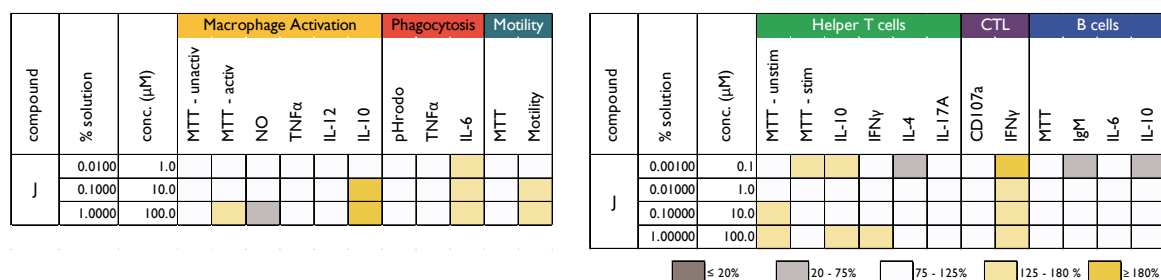 Macrophage Activation Phagocytosis Motility
compound % solution conc. (µM) MTT - unactiv MTT - activ NO TNFα IL-12 IL-10 pHrodo TNFα IL-6 MTT Motility
J
0.0100 1.0
0.1000 10.0
1.0000 100.0
Helper T cells CTL B cells
compound % solution conc. (µM) MTT - unstim MTT - stim IL-10 IFNγ IL-4 IL-17A CD107a IFNγ MTT IgM IL-6 IL-10
J
0.00100 0.1
0.01000 1.0
0.10000 10.0
1.00000 100.0
≤ 20% 20 - 75% 75 - 125% 125 - 180 % ≥ 180%